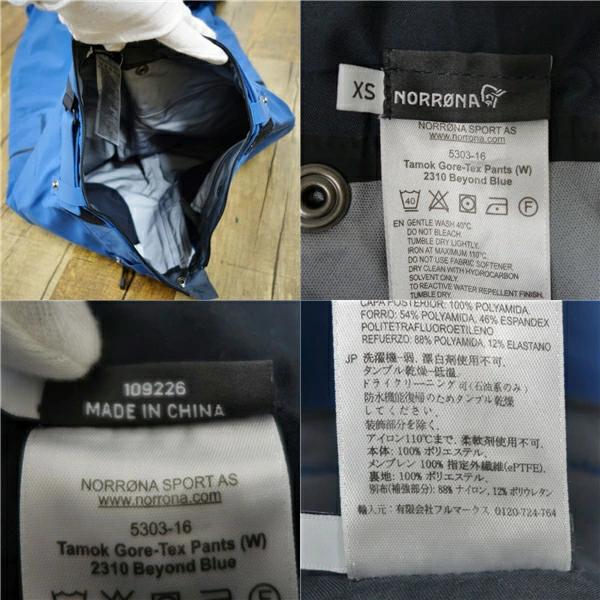 XS
NORRØNA
NORRØNA SPORT AS
www.norrona.com
5303-16
Tamok Gore-Tex Pants (W)
2310 Beyond Blue
40
EN GENTLE WASH 40°C.
DO NOT BLEACH.
TUMBLE DRY LIGHTLY.
IRON AT MAXIMUM 110°C.
DO NOT USE FABRIC SOFTENER.
DRY CLEAN WITH HYDROCARBON
SOLVENT ONLY.
TO REACTIVE WATER REPELLENT FINISH,
TUMBLE DRY.
109226
MADE IN CHINA
NORRØNA SPORT AS
www.norrona.com
5303-16
Tamok Gore-Tex Pants (W)
2310 Beyond Blue
CAPA POSTERIOR: 100% POLYAMIDA.
FORRO: 54% POLYAMIDA, 46% ESPANDEX
POLITETRAFLUOROETILENO
REFUERZO: 88% POLYAMIDA, 12% ELASTANO
JP 洗濯機-弱. 漂白剤使用不可.
タンブル乾燥-低温.
ドライクリーニング可(石油系のみ)
防水機能復帰のためタンブル乾燥
してください.
装飾部分を除く.
アイロン110℃まで. 柔軟剤使用不可.
本体: 100% ポリエステル.
メンブレン 100% 指定外繊維(ePTFE).
裏地: 100% ポリエステル.
別布(補強部分): 88% ナイロン, 12% ポリウレタン
輸入元: 有限会社フルマークス 0120-724-764